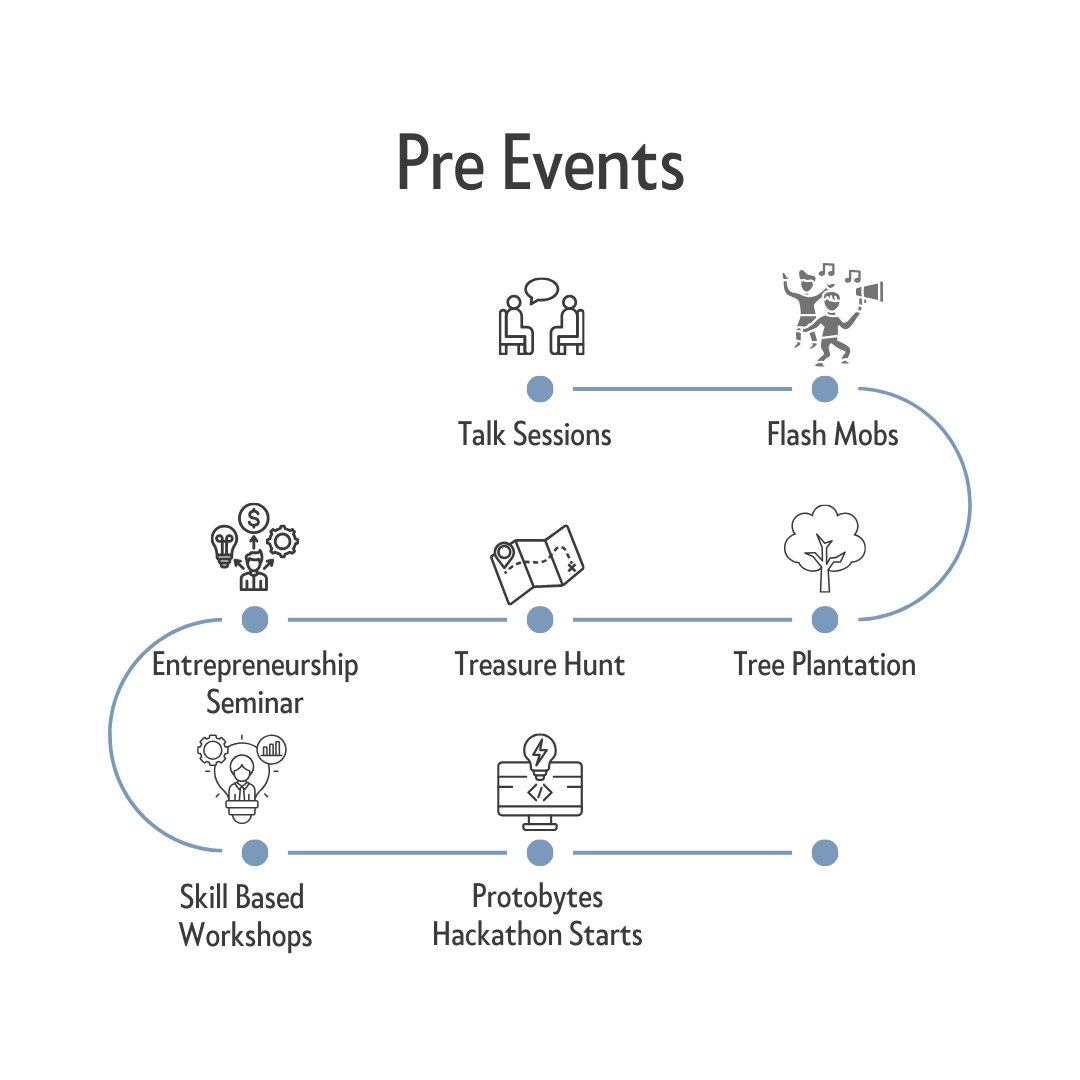 Pre Events
Talk Sessions
Flash Mobs
Entrepreneurship
Seminar
Treasure Hunt
Tree Plantation
Skill Based
Workshops
Protobytes
Hackathon Starts